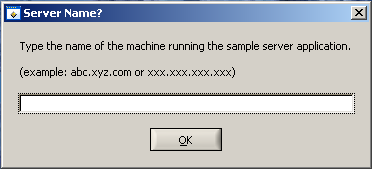 Server Name?
Type the name of the machine running the sample server application.
(example: abc.xyz.com or xxx.xxx.xxx.xxx)
OK